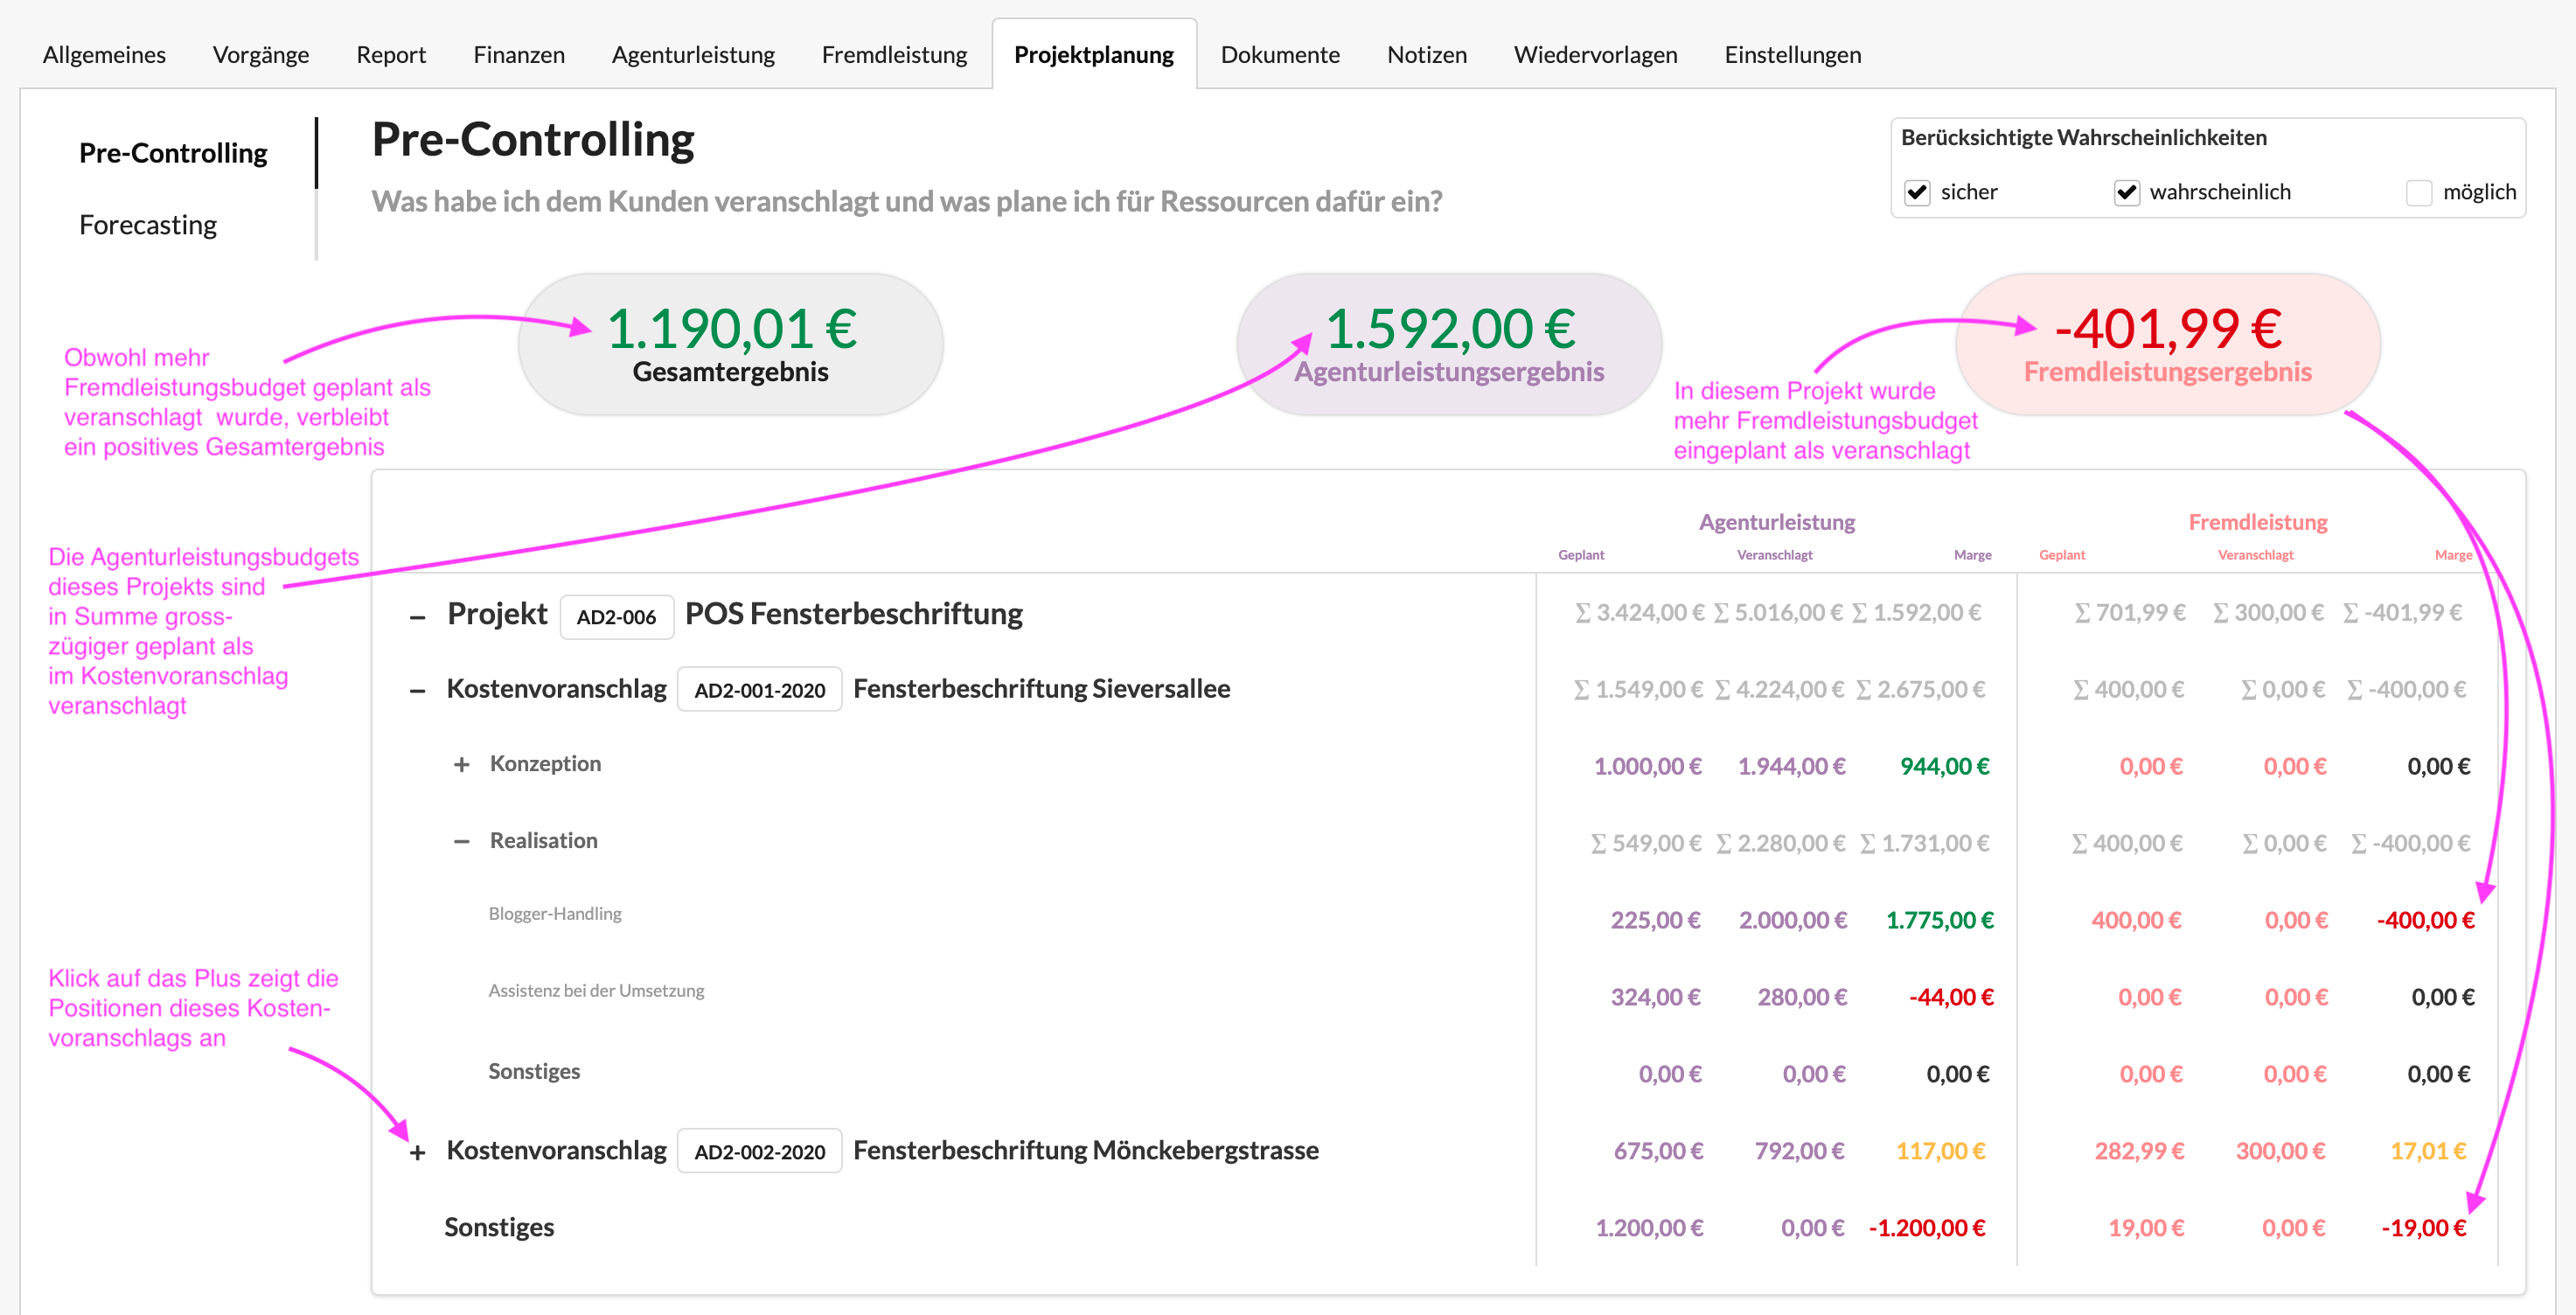 Allgemeines Vorgänge Report Finanzen Agenturleistung Fremdleistung Projektplanung Dokumente Notizen Wiedervorlagen Einstellungen
Pre-Controlling
Forecasting
Pre-Controlling
Was habe ich dem Kunden veranschlagt und was plane ich für Ressourcen dafür ein?
Berücksichtigte Wahrscheinlichkeiten
sicher wahrscheinlich möglich
1.190,01 €
Gesamtergebnis
1.592,00 €
Agenturleistungsergebnis
-401,99 €
Fremdleistungsergebnis
Obwohl mehr
Fremdleistungsbudget geplant als
veranschlagt wurde, verbleibt
ein positives Gesamtergebnis
In diesem Projekt wurde
mehr Fremdleistungsbudget
eingeplant als veranschlagt
Die Agenturleistungsbudgets
dieses Projekts sind
in Summe gross-
zügiger geplant als
im Kostenvoranschlag
veranschlagt
Klick auf das Plus zeigt die
Positionen dieses Kosten-
voranschlags an
Agenturleistung Fremdleistung
Geplant Veranschlagt Marge Geplant Veranschlagt Marge
– Projekt AD2-006 POS Fensterbeschriftung Σ 3.424,00 € Σ 5.016,00 € Σ 1.592,00 € Σ 701,99 € Σ 300,00 € Σ -401,99 €
– Kostenvoranschlag AD2-001-2020 Fensterbeschriftung Sieversallee Σ 1.549,00 € Σ 4.224,00 € Σ 2.675,00 € Σ 400,00 € Σ 0,00 € Σ -400,00 €
+ Konzeption 1.000,00 € 1.944,00 € 944,00 € 0,00 € 0,00 € 0,00 €
– Realisation Σ 549,00 € Σ 2.280,00 € Σ 1.731,00 € Σ 400,00 € Σ 0,00 € Σ -400,00 €
Blogger-Handling 225,00 € 2.000,00 € 1.775,00 € 400,00 € 0,00 € -400,00 €
Assistenz bei der Umsetzung 324,00 € 280,00 € -44,00 € 0,00 € 0,00 € 0,00 €
Sonstiges 0,00 € 0,00 € 0,00 € 0,00 € 0,00 € 0,00 €
+ Kostenvoranschlag AD2-002-2020 Fensterbeschriftung Mönckebergstrasse 675,00 € 792,00 € 117,00 € 282,99 € 300,00 € 17,01 €
Sonstiges 1.200,00 € 0,00 € -1.200,00 € 19,00 € 0,00 € -19,00 €